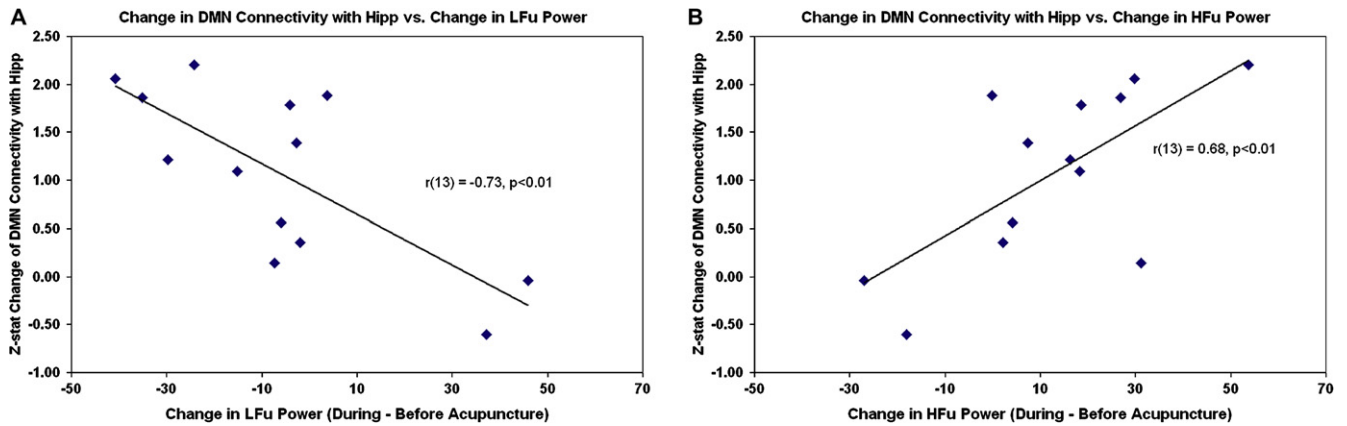 A
Change in DMN Connectivity with Hipp vs. Change in LFu Power
Z-stat Change of DMN Connectivity with Hipp
2.50
2.00
1.50
1.00
0.50
0.00
-0.50
-1.00
r(13) = -0.73, p<0.01
-50 -30 -10 10 30 50 70
Change in LFu Power (During - Before Acupuncture)
B
Change in DMN Connectivity with Hipp vs. Change in HFu Power
Z-stat Change of DMN Connectivity with Hipp
2.50
2.00
1.50
1.00
0.50
0.00
-0.50
-1.00
r(13) = 0.68, p<0.01
-50 -30 -10 10 30 50 70
Change in HFu Power (During - Before Acupuncture)